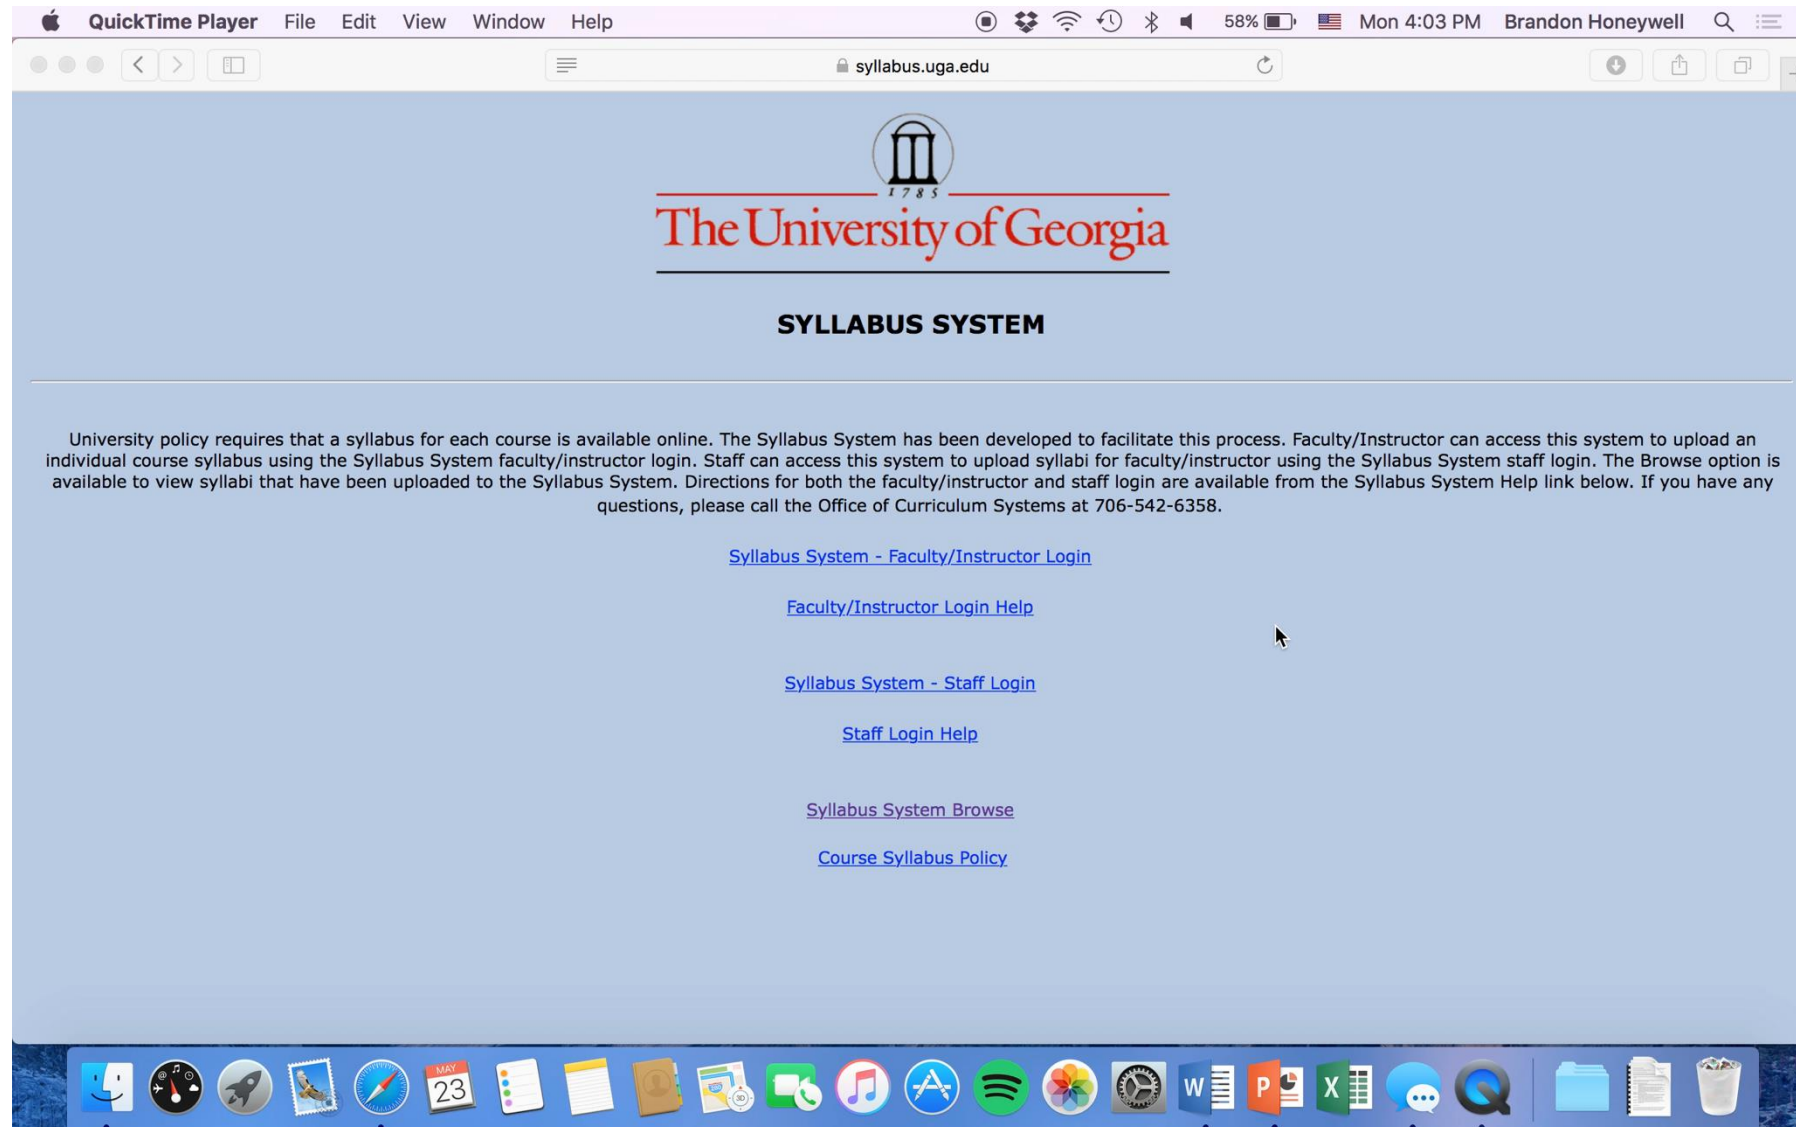 QuickTime Player File Edit View Window Help 58% Mon 4:03 PM Brandon Honeywell
syllabus.uga.edu
1785
The University of Georgia
SYLLABUS SYSTEM
University policy requires that a syllabus for each course is available online. The Syllabus System has been developed to facilitate this process. Faculty/Instructor can access this system to upload an
individual course syllabus using the Syllabus System faculty/instructor login. Staff can access this system to upload syllabi for faculty/instructor using the Syllabus System staff login. The Browse option is
available to view syllabi that have been uploaded to the Syllabus System. Directions for both the faculty/instructor and staff login are available from the Syllabus System Help link below. If you have any
questions, please call the Office of Curriculum Systems at 706-542-6358.
Syllabus System - Faculty/Instructor Login
Faculty/Instructor Login Help
Syllabus System - Staff Login
Staff Login Help
Syllabus System Browse
Course Syllabus Policy
MAY
23
3D
W P X